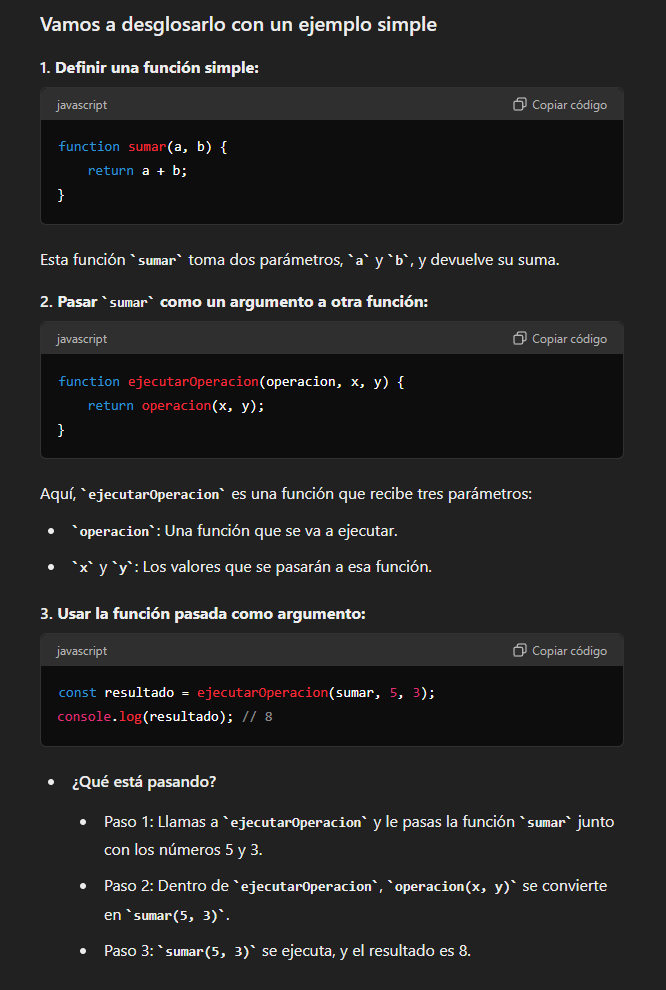 Vamos a desglosarlo con un ejemplo simple
1. Definir una función simple:
javascript Copiar código
function sumar(a, b) {
    return a + b;
}
Esta función `sumar` toma dos parámetros, `a` y `b`, y devuelve su suma.
2. Pasar `sumar` como un argumento a otra función:
javascript Copiar código
function ejecutarOperacion(operacion, x, y) {
    return operacion(x, y);
}
Aquí, `ejecutarOperacion` es una función que recibe tres parámetros:
• `operacion`: Una función que se va a ejecutar.
• `x` y `y`: Los valores que se pasarán a esa función.
3. Usar la función pasada como argumento:
javascript Copiar código
const resultado = ejecutarOperacion(sumar, 5, 3);
console.log(resultado); // 8
• ¿Qué está pasando?
• Paso 1: Llamas a `ejecutarOperacion` y le pasas la función `sumar` junto
con los números 5 y 3.
• Paso 2: Dentro de `ejecutarOperacion`, `operacion(x, y)` se convierte
en `sumar(5, 3)`.
• Paso 3: `sumar(5, 3)` se ejecuta, y el resultado es 8.